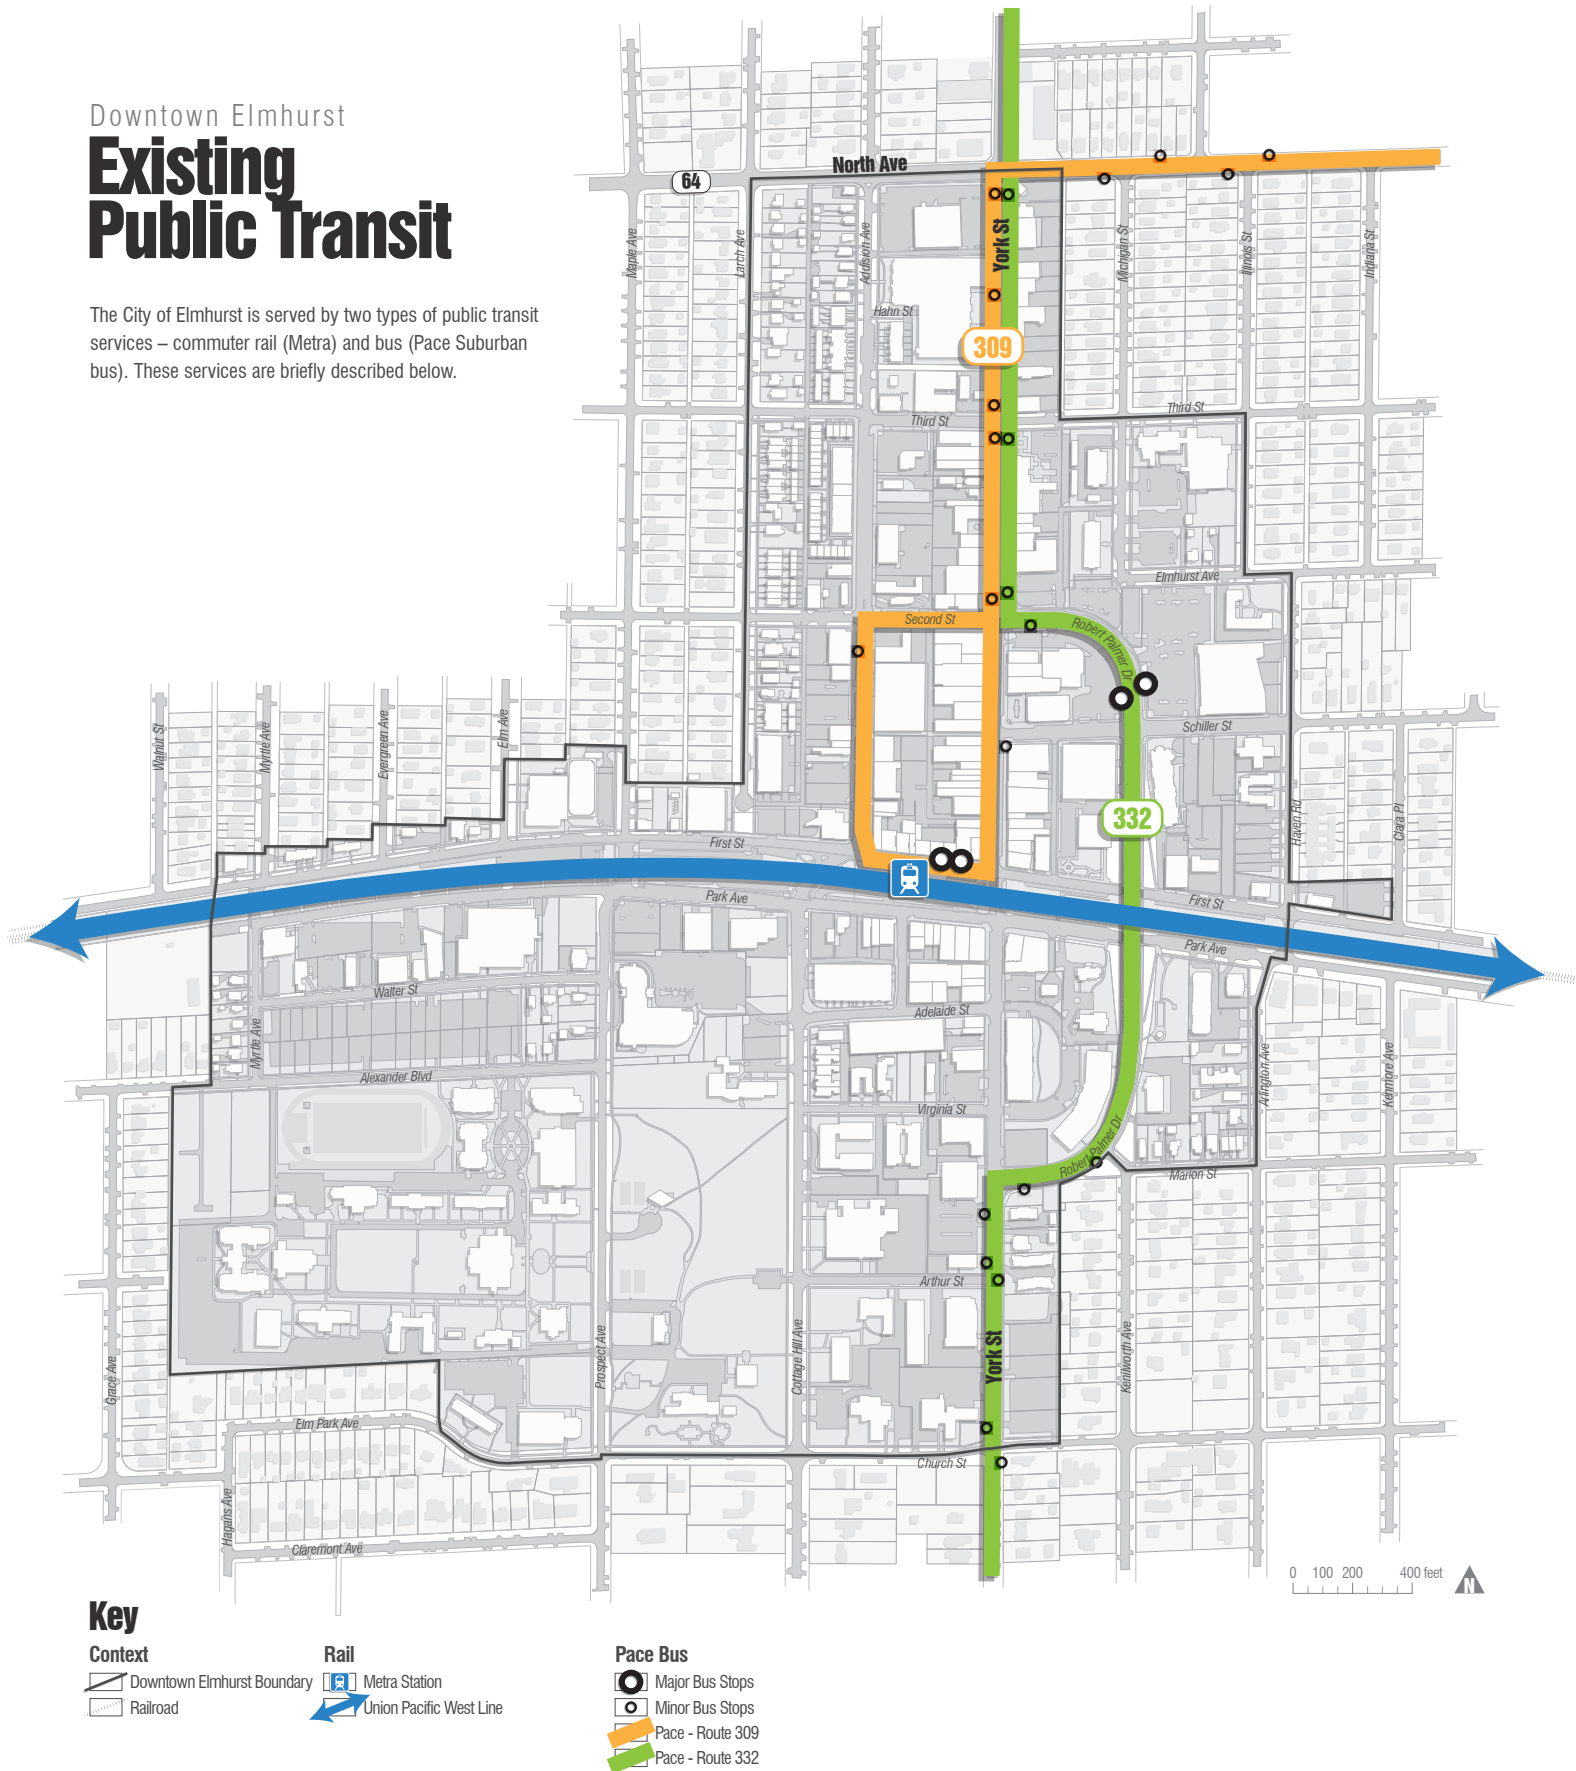 Downtown Elmhurst
Existing
Public Transit
The City of Elmhurst is served by two types of public transit
services – commuter rail (Metra) and bus (Pace Suburban
bus). These services are briefly described below.
North Ave
64
Maple Ave
Larch Ave
Addision Ave
York St
Michigan St
Illinois St
Indiana St
Hahn St
309
Third St
Third St
Elmhurst Ave
Second St
Robert Palmer Dr
Walnut St
Myrtle Ave
Evergreen Ave
Elm Ave
Schiller St
332
Haven Rd
Clara Pl
First St
Park Ave
First St
Park Ave
Walter St
Adelaide St
Myrtle Ave
Alexander Blvd
Arlington Ave
Kenmore Ave
Virginia St
Robert Palmer Dr
Marion St
Arthur St
Grace Ave
Prospect Ave
Cottage Hill Ave
York St
Kenilworth Ave
Elm Park Ave
Church St
Hagans Ave
Claremont Ave
0 100 200 400 feet
N
Key
Context
Downtown Elmhurst Boundary
Railroad
Rail
Metra Station
Union Pacific West Line
Pace Bus
Major Bus Stops
Minor Bus Stops
Pace - Route 309
Pace - Route 332